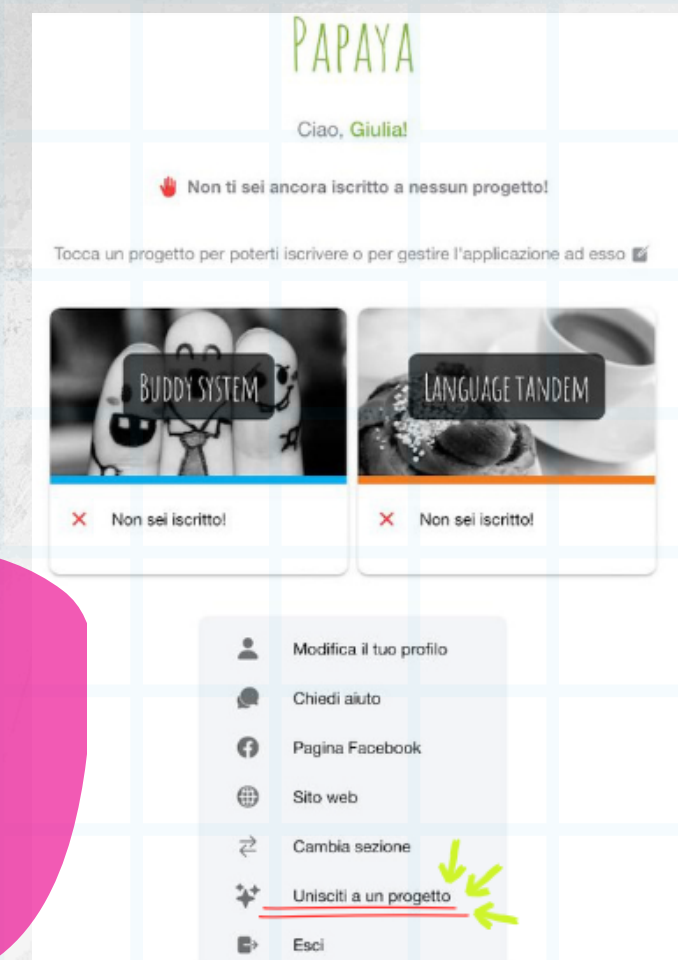 PAPAYA
Ciao, Giulia!
Non ti sei ancora iscritto a nessun progetto!
Tocca un progetto per poterti iscrivere o per gestire l'applicazione ad esso
BUDDY SYSTEM
LANGUAGE TANDEM
Non sei iscritto!
Non sei iscritto!
Modifica il tuo profilo
Chiedi aiuto
Pagina Facebook
Sito web
Cambia sezione
Unisciti a un progetto
Esci